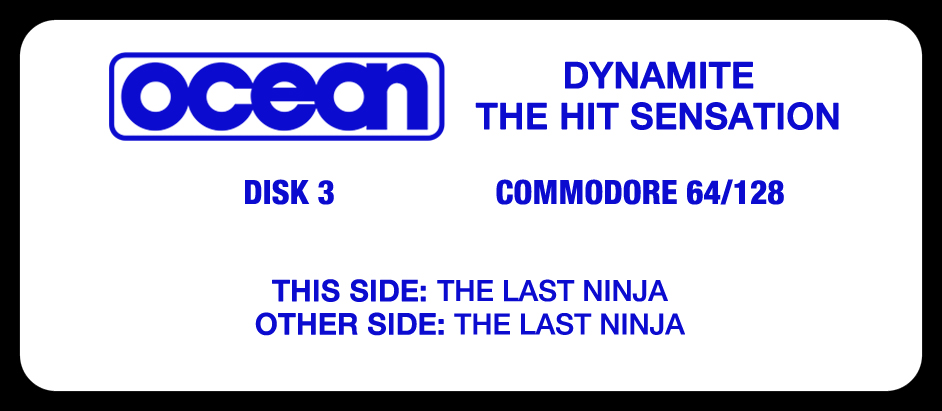 ocean
DYNAMITE
THE HIT SENSATION
DISK 3
COMMODORE 64/128
THIS SIDE: THE LAST NINJA
OTHER SIDE: THE LAST NINJA